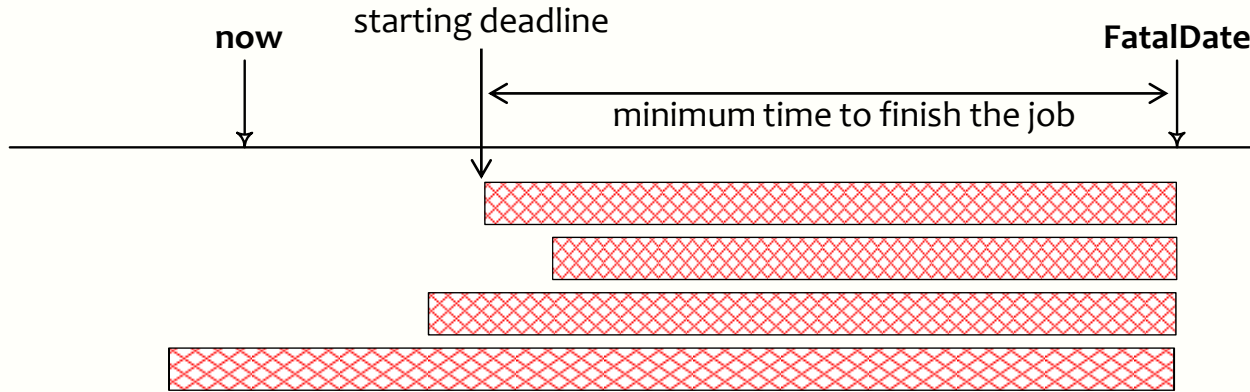 starting deadline
now
FatalDate
minimum time to finish the job